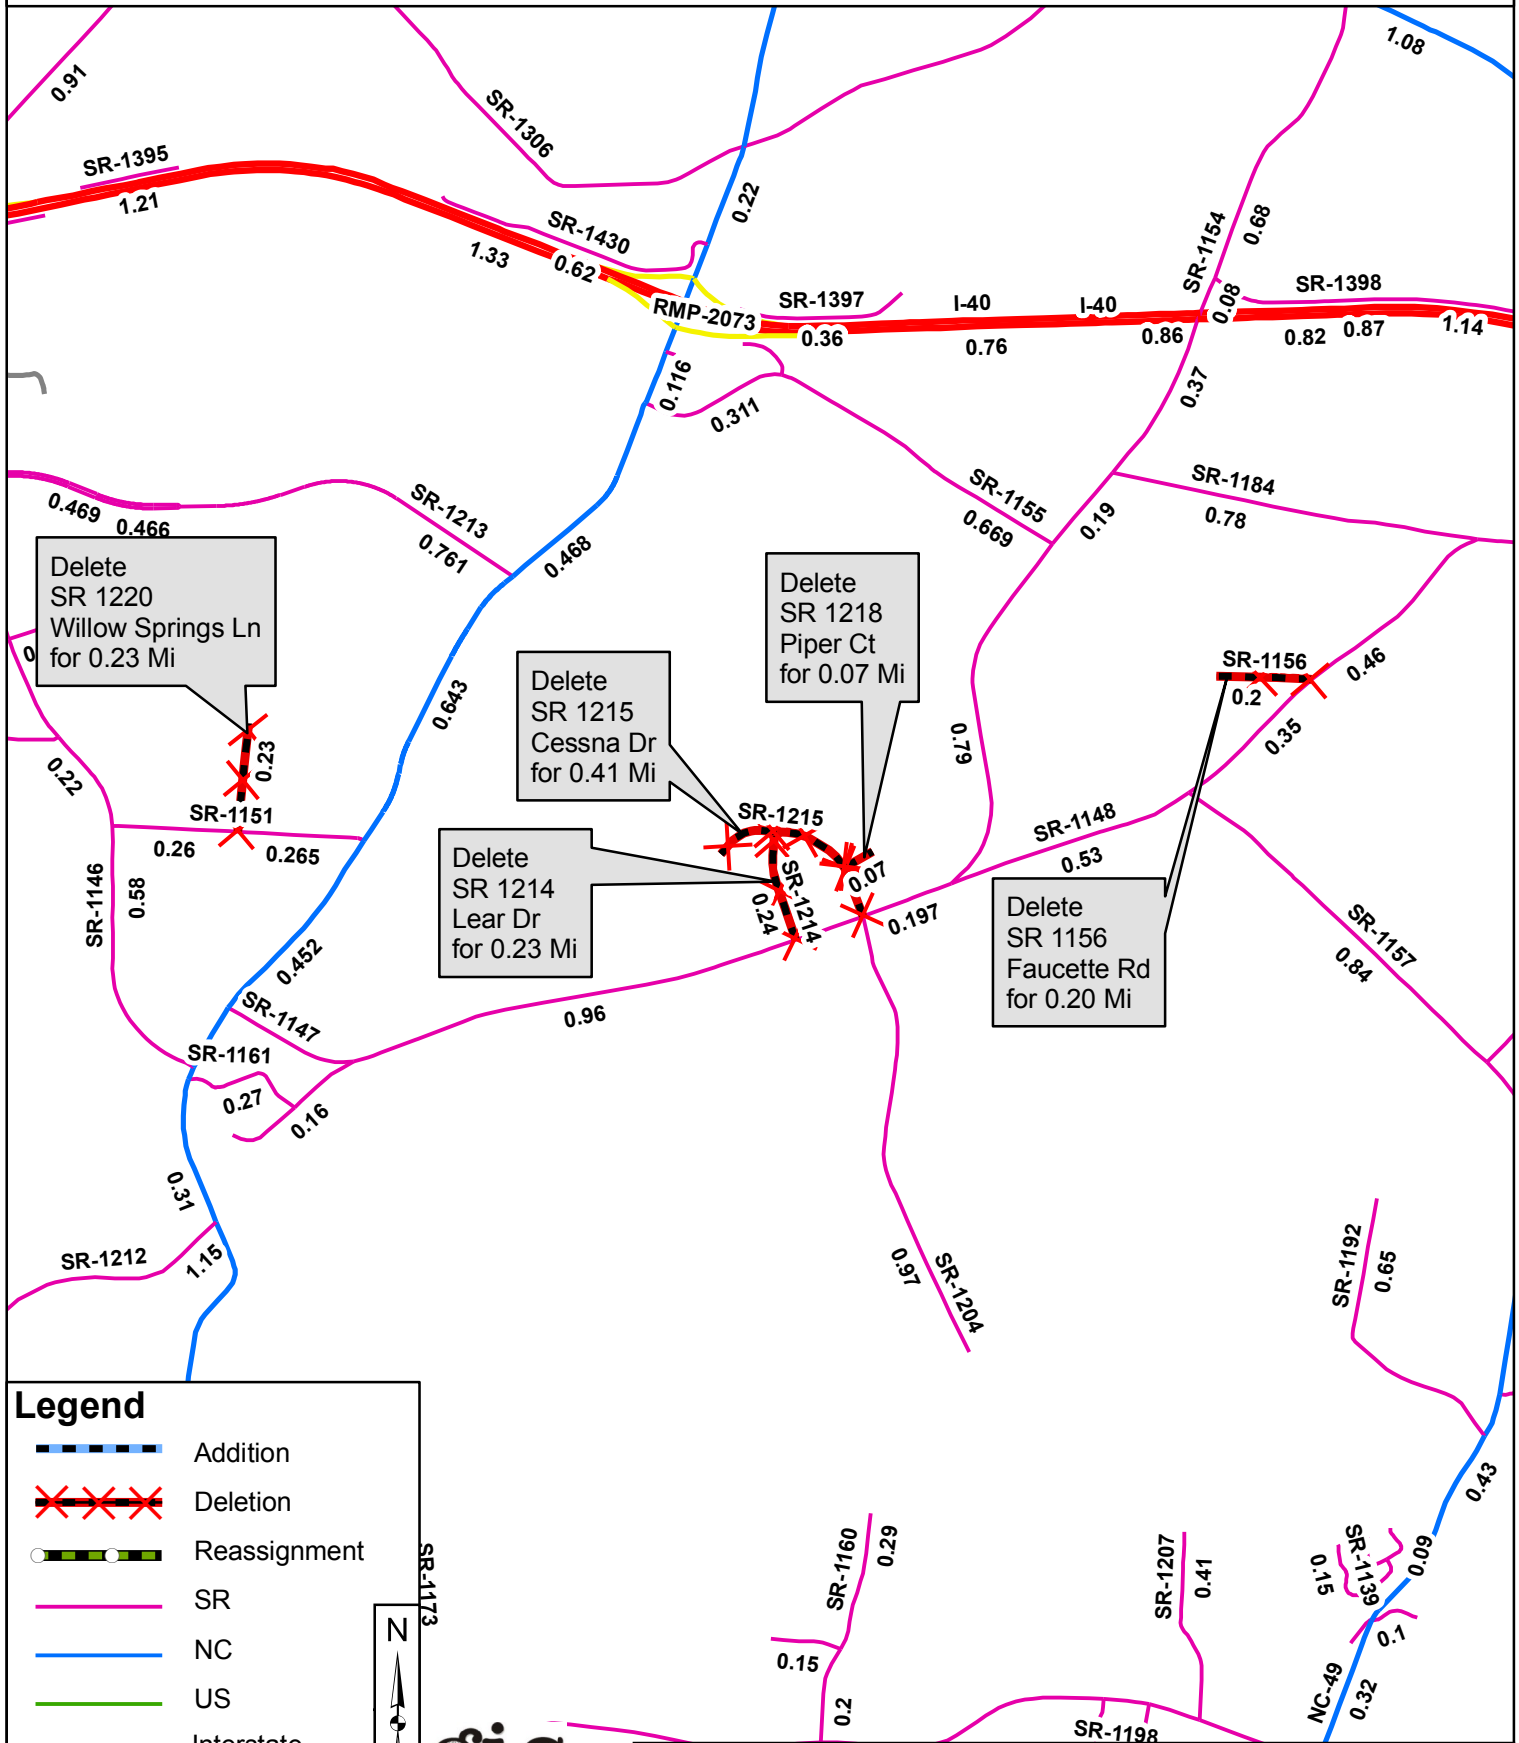 0.91
SR-1306
1.08
SR-1395
1.21
0.22
SR-1154
0.68
SR-1430
1.33
0.62
RMP-2073
SR-1397
0.36
I-40
I-40
0.76
0.86
0.08
SR-1398
0.82
0.87
1.14
0.116
0.311
0.37
0.469
0.466
SR-1213
0.761
0.468
SR-1155
0.669
0.19
SR-1184
0.78
Delete
SR 1220
Willow Springs Ln
for 0.23 Mi
Delete
SR 1218
Piper Ct
for 0.07 Mi
Delete
SR 1215
Cessna Dr
for 0.41 Mi
SR-1156
0.2
0.46
0.35
0.643
0.79
0.22
0.23
SR-1151
0.26
0.265
SR-1215
SR-1148
0.53
Delete
SR 1214
Lear Dr
for 0.23 Mi
0.07
SR-1214
0.24
0.197
Delete
SR 1156
Faucette Rd
for 0.20 Mi
SR-1146
0.58
SR-1157
0.84
0.452
SR-1147
0.96
SR-1161
0.27
0.16
0.31
SR-1212
1.15
0.97
SR-1204
SR-1192
0.65
0.43
Legend
Addition
Deletion
Reassignment
SR
NC
US
Interstate
SR-1173
N
SR-1160
0.29
0.15
0.2
SR-1207
0.41
SR-1139
0.15
0.09
0.1
NC-49
0.32
SR-1198